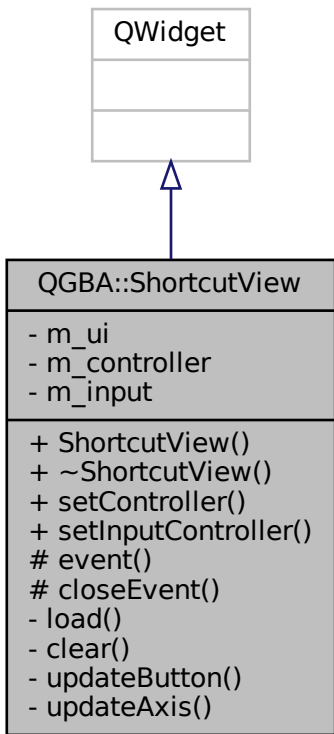 QWidget
QGBA::ShortcutView
- m_ui
- m_controller
- m_input
+ ShortcutView()
+ ~ShortcutView()
+ setController()
+ setInputController()
# event()
# closeEvent()
- load()
- clear()
- updateButton()
- updateAxis()